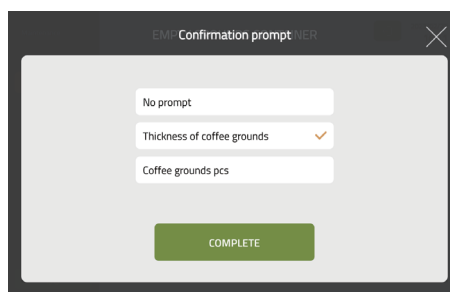 Confirmation prompt
No prompt
Thickness of coffee grounds
Coffee grounds pcs
COMPLETE